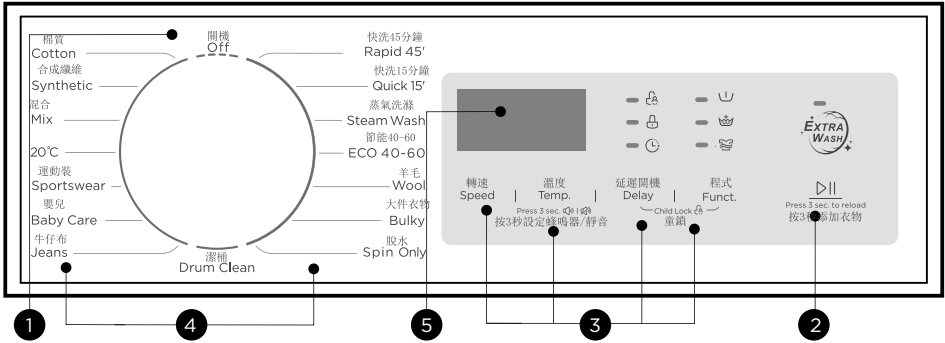 關機
Off
棉質
Cotton
合成纖維
Synthetic
混合
Mix
20℃
運動裝
Sportswear
嬰兒
Baby Care
牛仔布
Jeans
潔桶
Drum Clean
快洗45分鐘
Rapid 45'
快洗15分鐘
Quick 15'
蒸氣洗滌
Steam Wash
節能40-60
ECO 40-60
羊毛
Wool
大件衣物
Bulky
脫水
Spin Only
轉速
Speed
溫度
Temp.
Press 3 sec.
按3秒設定蜂鳴器/靜音
延遲開機
Delay
程式
Funct.
Child Lock
童鎖
EXTRA
WASH
Press 3 sec. to reload
按3秒添加衣物
1
4
5
3
2